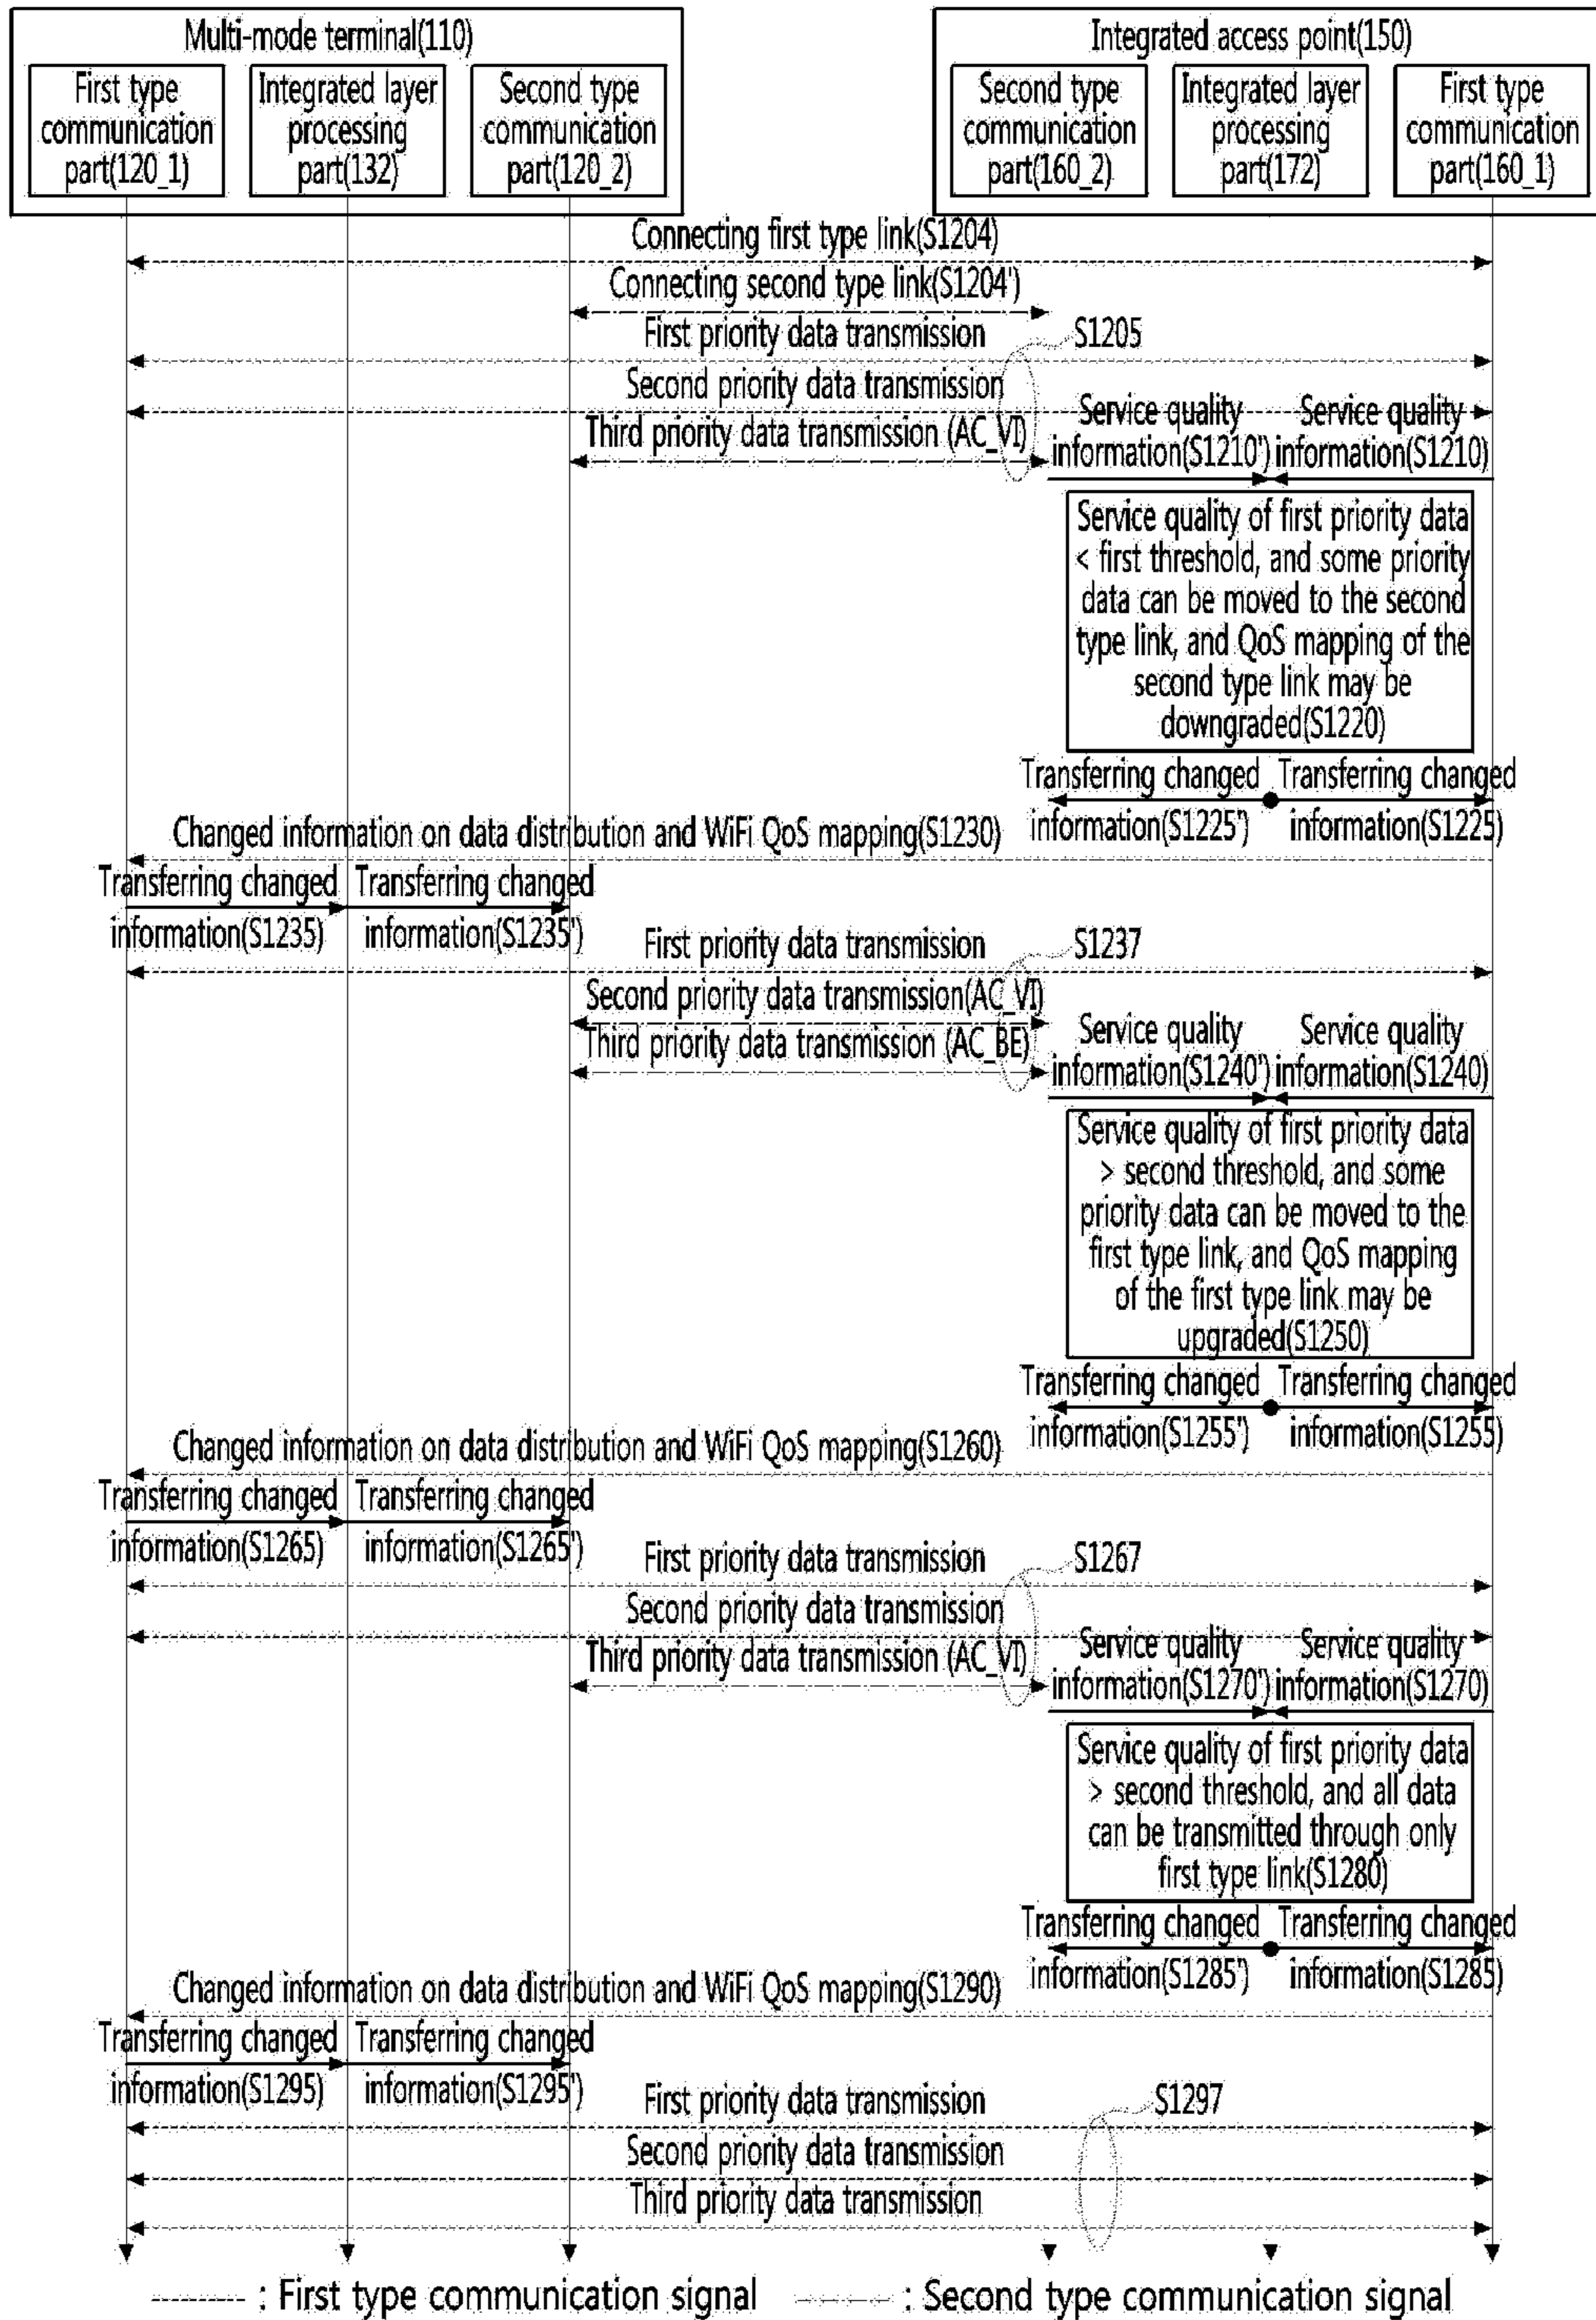 Multi-mode terminal(110)
First type
communication
part(120_1)
Integrated layer
processing
part(132)
Second type
communication
part(120_2)
Integrated access point(150)
Second type
communication
part(160_2)
Integrated layer
processing
part(172)
First type
communication
part(160_1)
Connecting first type link(S1204)
Connecting second type link(S1204')
First priority data transmission
S1205
Second priority data transmission
Third priority data transmission (AC_VI)
Service quality
information(S1210')
Service quality
information(S1210)
Service quality of first priority data
< first threshold, and some priority
data can be moved to the second
type link, and QoS mapping of the
second type link may be
downgraded(S1220)
Transferring changed
information(S1225')
Transferring changed
information(S1225)
Changed information on data distribution and WiFi QoS mapping(S1230)
Transferring changed
information(S1235)
Transferring changed
information(S1235')
First priority data transmission
S1237
Second priority data transmission(AC_VI)
Third priority data transmission (AC_BE)
Service quality
information(S1240')
Service quality
information(S1240)
Service quality of first priority data
> second threshold, and some
priority data can be moved to the
first type link, and QoS mapping
of the first type link may be
upgraded(S1250)
Transferring changed
information(S1255')
Transferring changed
information(S1255)
Changed information on data distribution and WiFi QoS mapping(S1260)
Transferring changed
information(S1265)
Transferring changed
information(S1265')
First priority data transmission
S1267
Second priority data transmission
Third priority data transmission (AC_VI)
Service quality
information(S1270')
Service quality
information(S1270)
Service quality of first priority data
> second threshold, and all data
can be transmitted through only
first type link(S1280)
Transferring changed
information(S1285')
Transferring changed
information(S1285)
Changed information on data distribution and WiFi QoS mapping(S1290)
Transferring changed
information(S1295)
Transferring changed
information(S1295')
First priority data transmission
S1297
Second priority data transmission
Third priority data transmission
: First type communication signal
: Second type communication signal